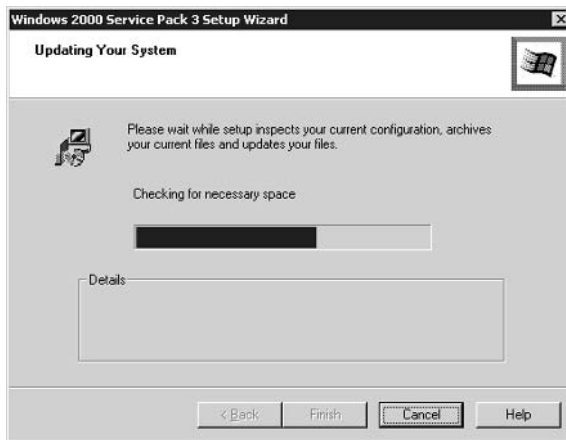 Windows 2000 Service Pack 3 Setup Wizard
Updating Your System
Please wait while setup inspects your current configuration, archives
your current files and updates your files.
Checking for necessary space
Details
< Back
Finish
Cancel
Help